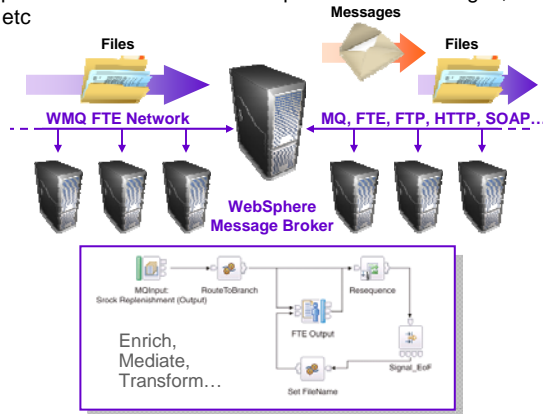 etc
Messages
Files
Files
WMQ FTE Network
MQ, FTE, FTP, HTTP, SOAP...
WebSphere
Message Broker
MQInput:
Srock Replenishment (Output)
RouteToBranch
Resequence
FTE Output
Signal_EoF
Set FileName
Enrich,
Mediate,
Transform…